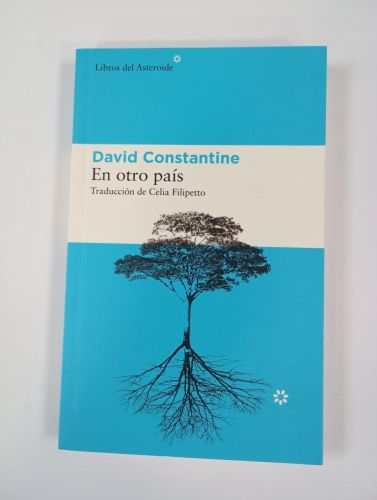 Libros del Asteroide
David Constantine
En otro país
Traducción de Celia Filipetto